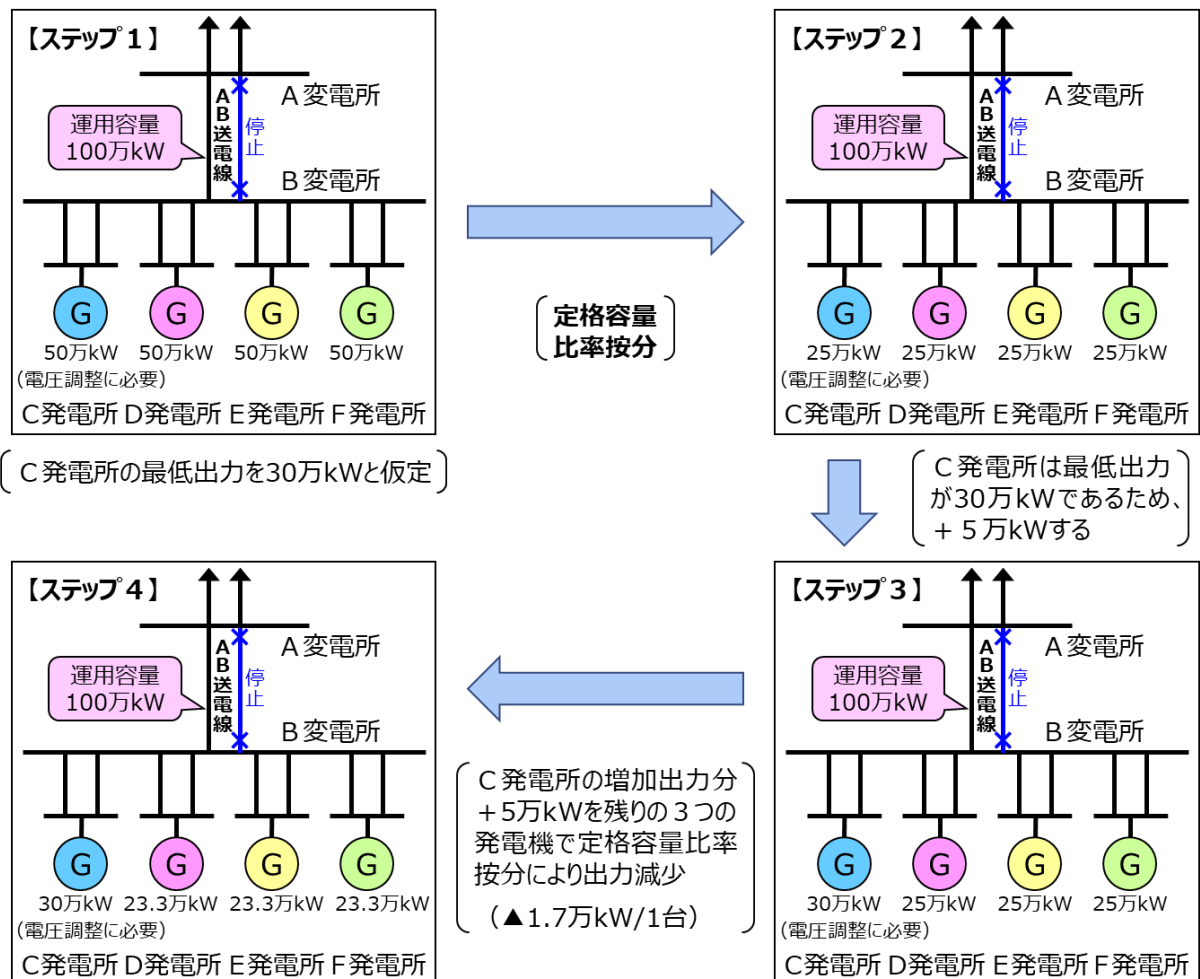 【ステップ1】
A変電所
AB送電線
停止
運用容量
100万kW
B変電所
G G G G
50万kW 50万kW 50万kW 50万kW
(電圧調整に必要)
C発電所 D発電所 E発電所 F発電所
C発電所の最低出力を30万kWと仮定
定格容量
比率按分
【ステップ2】
A変電所
AB送電線
停止
運用容量
100万kW
B変電所
G G G G
25万kW 25万kW 25万kW 25万kW
(電圧調整に必要)
C発電所 D発電所 E発電所 F発電所
C発電所は最低出力
が30万kWであるため、
+5万kWする
【ステップ3】
A変電所
AB送電線
停止
運用容量
100万kW
B変電所
G G G G
30万kW 25万kW 25万kW 25万kW
(電圧調整に必要)
C発電所 D発電所 E発電所 F発電所
C発電所の増加出力分
+5万kWを残りの3つの
発電機で定格容量比率
按分により出力減少
(▲1.7万kW/1台)
【ステップ4】
A変電所
AB送電線
停止
運用容量
100万kW
B変電所
G G G G
30万kW 23.3万kW 23.3万kW 23.3万kW
(電圧調整に必要)
C発電所 D発電所 E発電所 F発電所